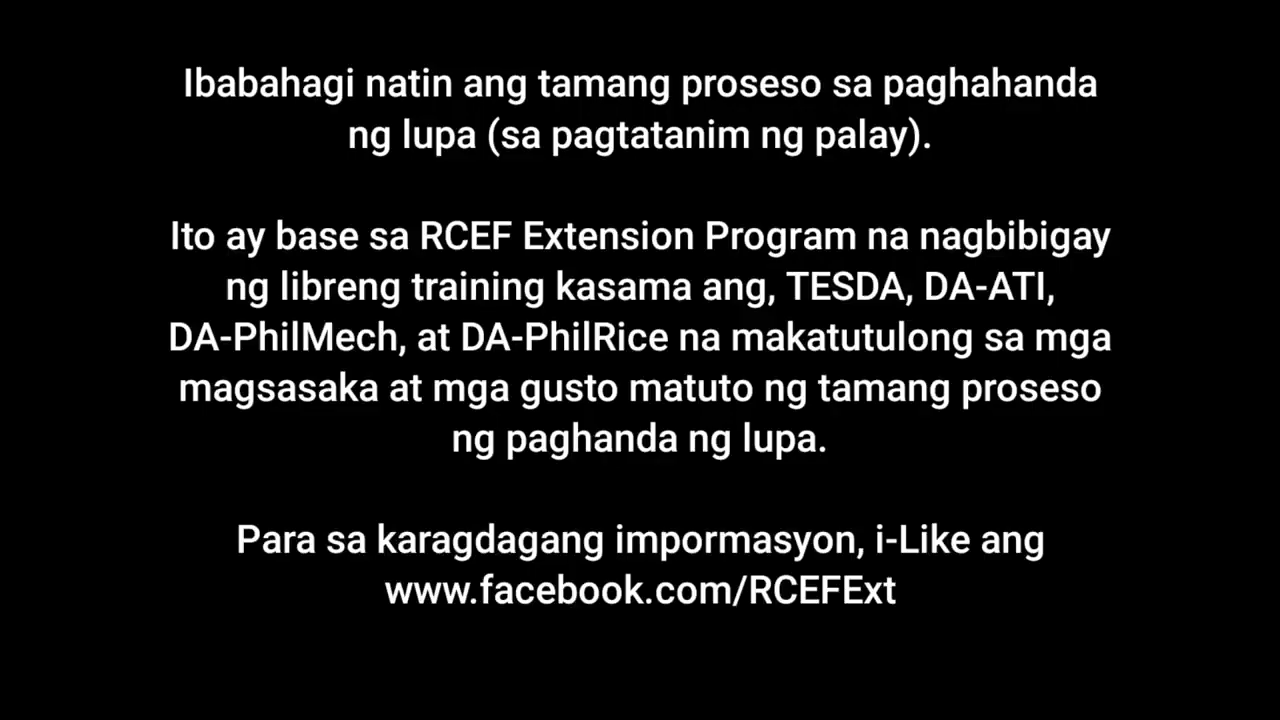 Ibabahagi natin ang tamang proseso sa paghahanda
ng lupa (sa pagtatanim ng palay).
Ito ay base sa RCEF Extension Program na nagbibigay
ng libreng training kasama ang, TESDA, DA-ATI,
DA-PhilMech, at DA-PhilRice na makatutulong sa mga
magsasaka at mga gusto matuto ng tamang proseso
ng paghanda ng lupa.
Para sa karagdagang impormasyon, i-Like ang
www.facebook.com/RCEFExt